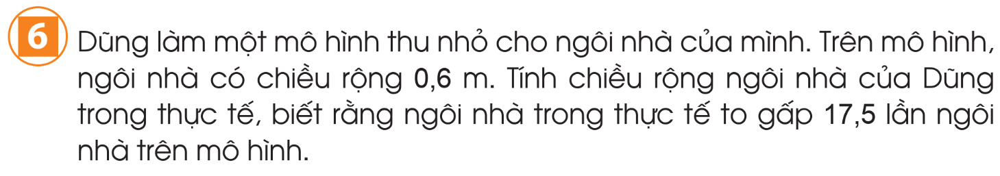 6 Dũng làm một mô hình thu nhỏ cho ngôi nhà của mình. Trên mô hình,
ngôi nhà có chiều rộng 0,6 m. Tính chiều rộng ngôi nhà của Dũng
trong thực tế, biết rằng ngôi nhà trong thực tế to gấp 17,5 lần ngôi
nhà trên mô hình.